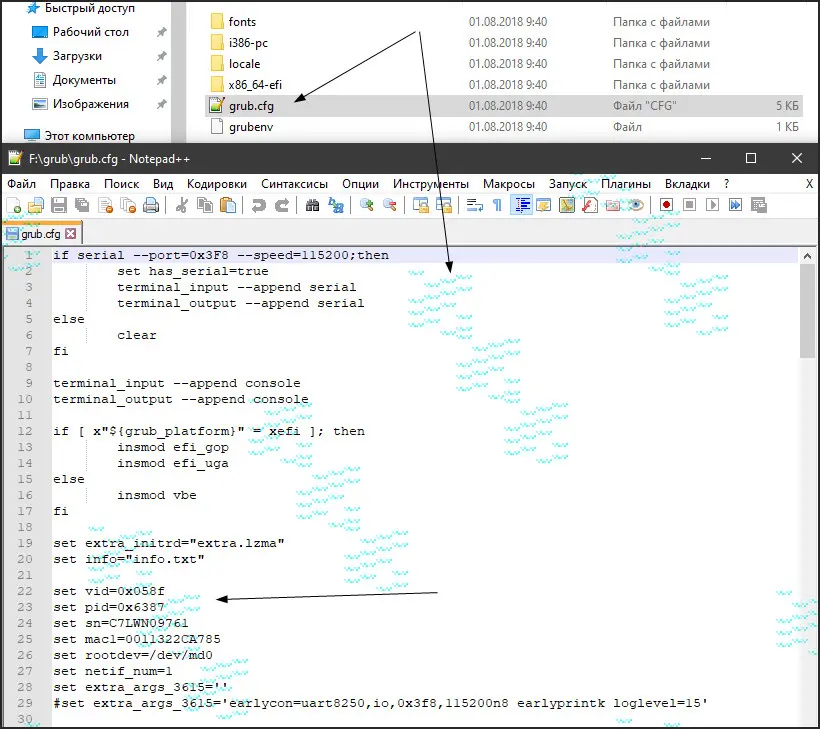 Быстрый доступ
Рабочий стол
Загрузки
Документы
Изображения
Этот компьютер
fonts 01.08.2018 9:40 Папка с файлами
i386-pc 01.08.2018 9:40 Папка с файлами
locale 01.08.2018 9:40 Папка с файлами
x86_64-efi 01.08.2018 9:40 Папка с файлами
grub.cfg 01.08.2018 9:40 Файл "CFG" 5 КБ
grubenv 01.08.2018 9:40 Файл 1 КБ
F:\grub\grub.cfg - Notepad++
Файл Правка Поиск Вид Кодировки Синтаксисы Опции Инструменты Макросы Запуск Плагины Вкладки ? X
grub.cfg
1 if serial --port=0x3F8 --speed=115200;then
2 set has_serial=true
3 terminal_input --append serial
4 terminal_output --append serial
5 else
6 clear
7 fi
8
9 terminal_input --append console
10 terminal_output --append console
11
12 if [ x"${grub_platform}" = xefi ]; then
13 insmod efi_gop
14 insmod efi_uga
15 else
16 insmod vbe
17 fi
18
19 set extra_initrd="extra.lzma"
20 set info="info.txt"
21
22 set vid=0x058f
23 set pid=0x6387
24 set sn=C7LWN09761
25 set mac1=0011322CA785
26 set rootdev=/dev/md0
27 set netif_num=1
28 set extra_args_3615=''
29 #set extra_args_3615='earlycon=uart8250,io,0x3f8,115200n8 earlyprintk loglevel=15'
30